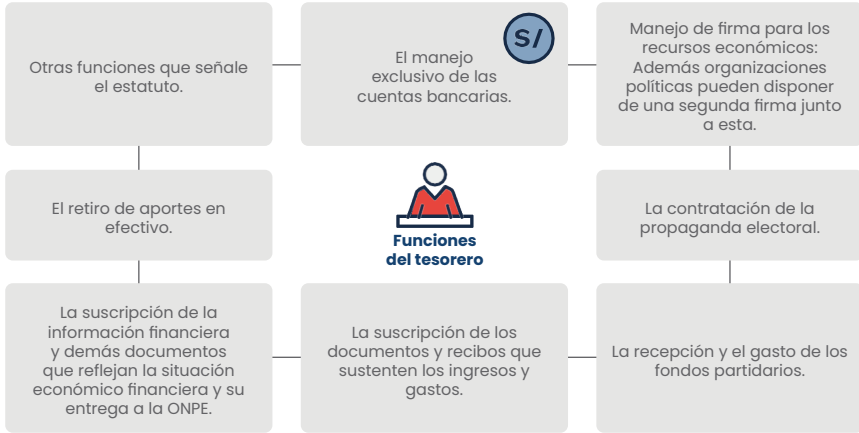 Otras funciones que señale
el estatuto.
El manejo
exclusivo de las
cuentas bancarias.
S/
Manejo de firma para los
recursos económicos:
Además organizaciones
políticas pueden disponer
de una segunda firma junto
a esta.
El retiro de aportes en
efectivo.
Funciones
del tesorero
La contratación de la
propaganda electoral.
La suscripción de la
información financiera
y demás documentos
que reflejan la situación
económico financiera y su
entrega a la ONPE.
La suscripción de los
documentos y recibos que
sustenten los ingresos y
gastos.
La recepción y el gasto de los
fondos partidarios.